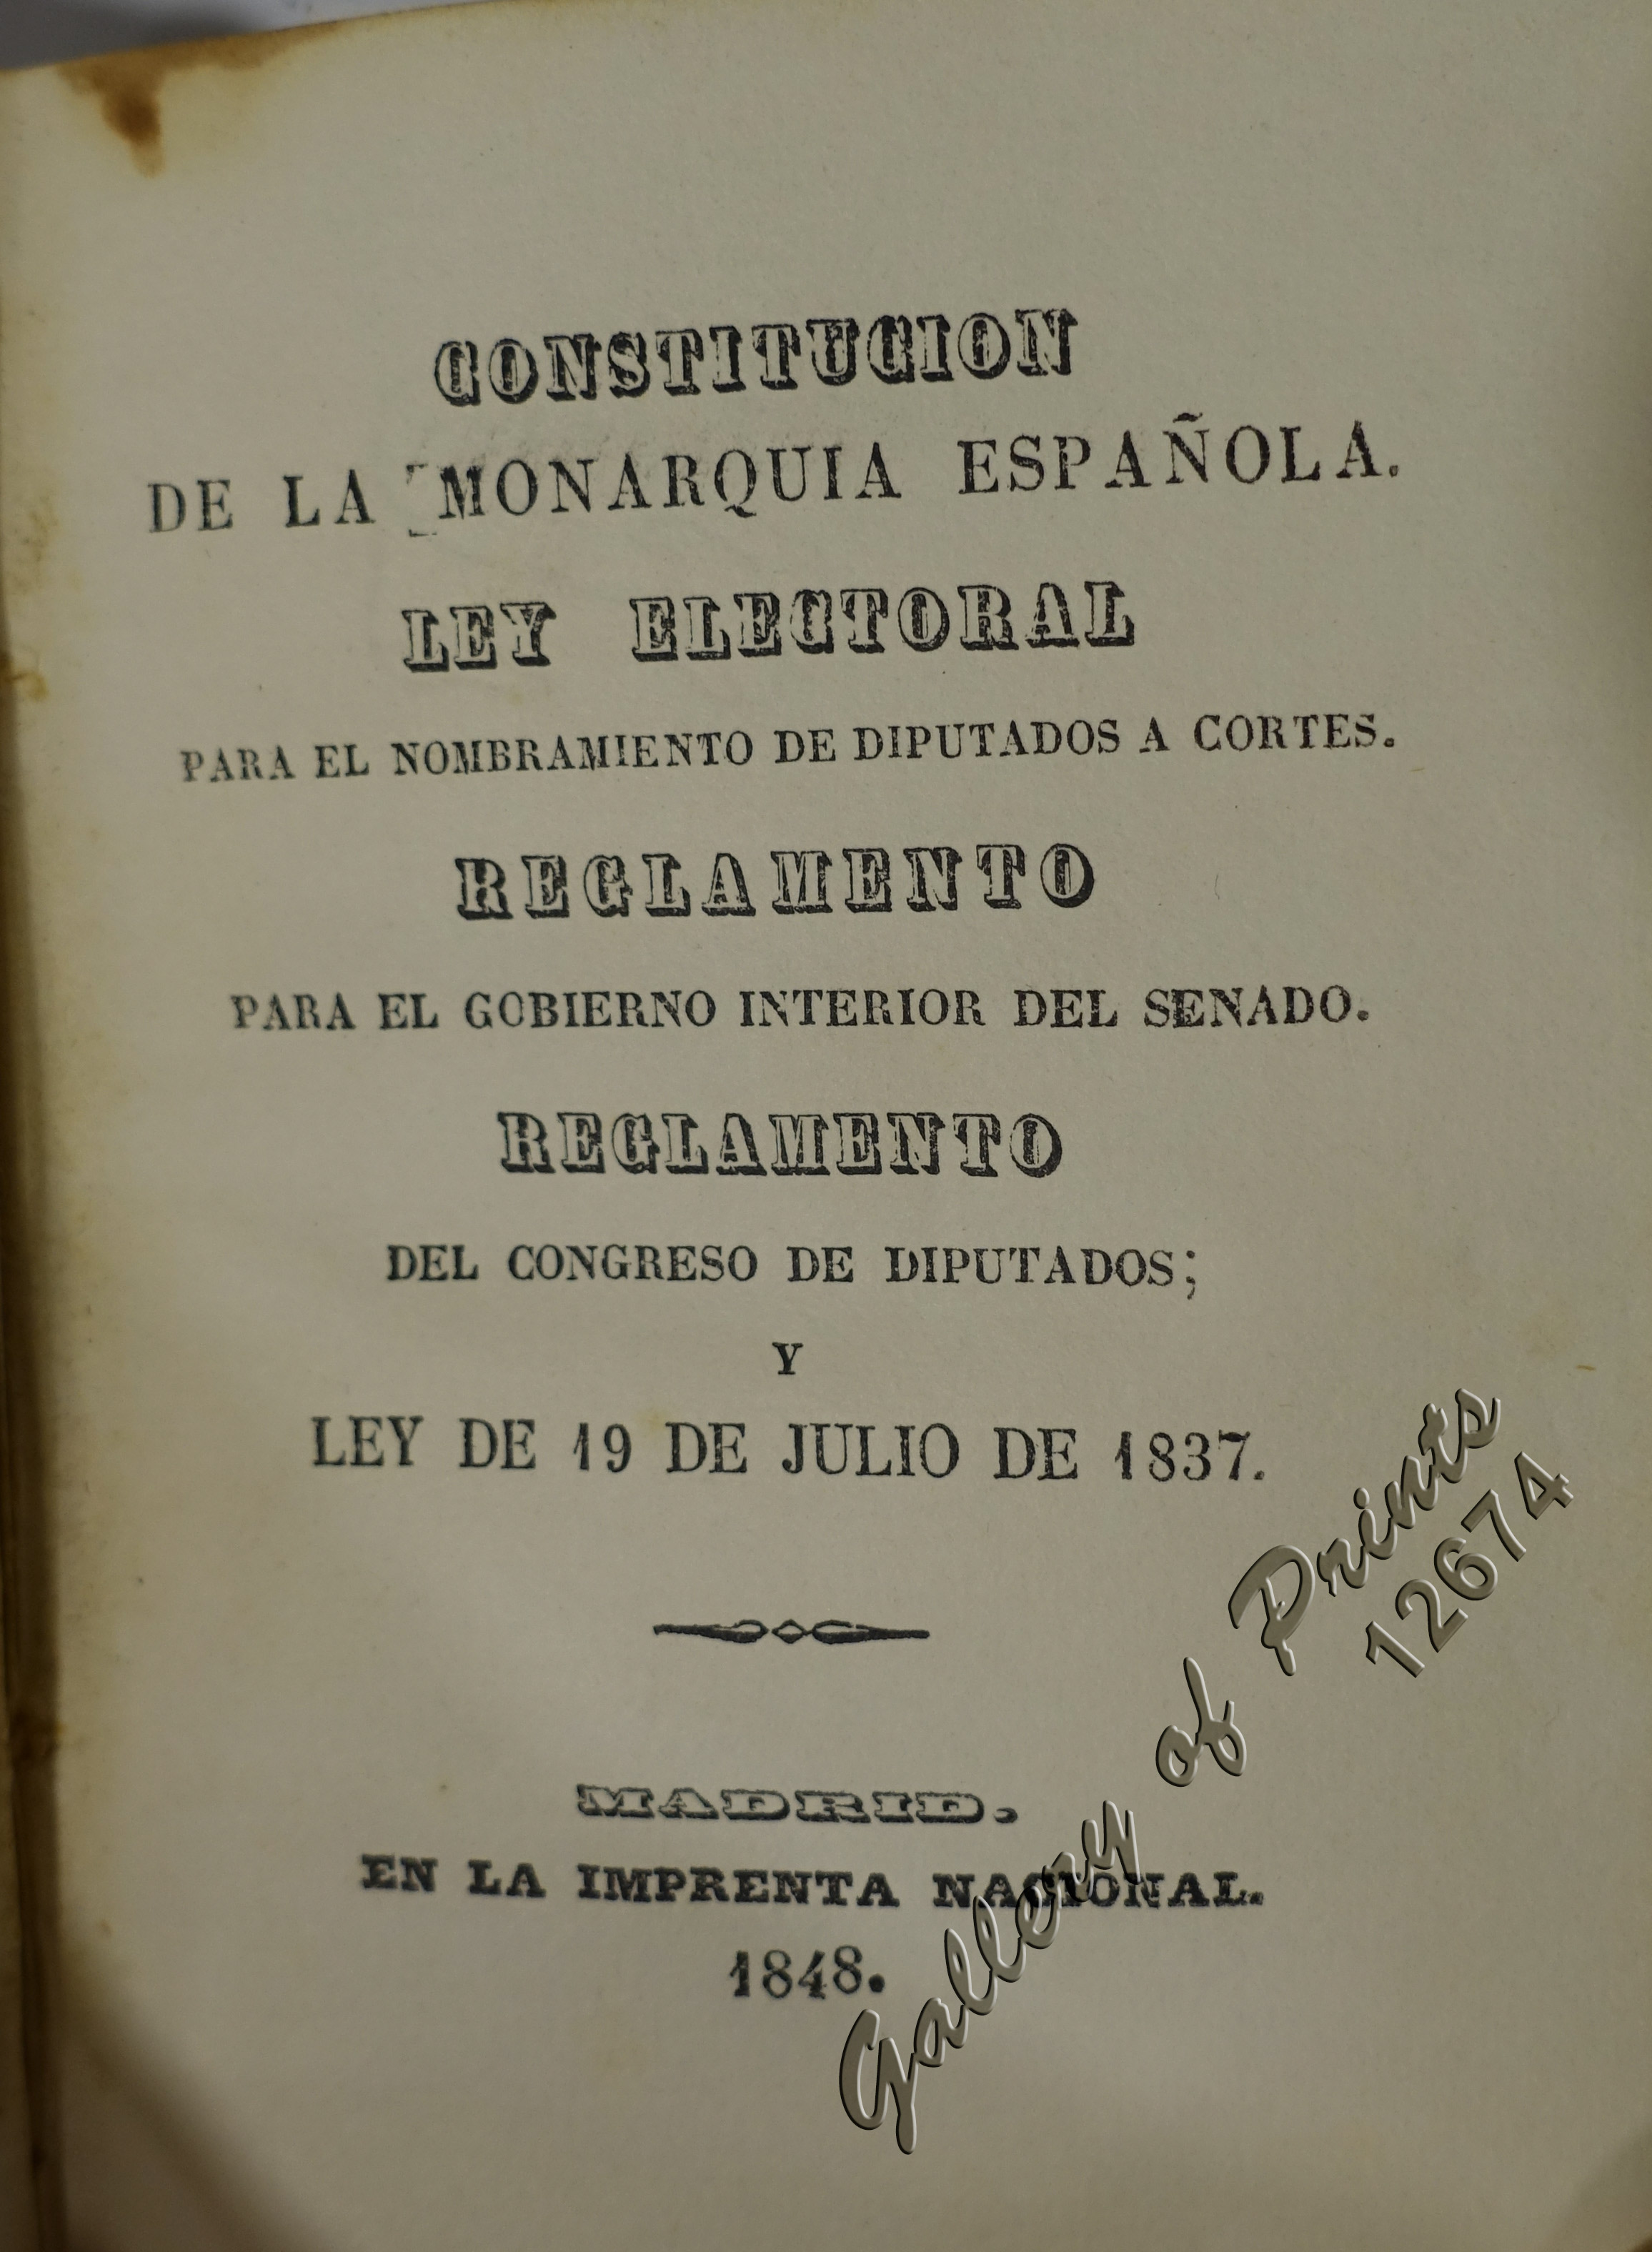 CONSTITUCION
DE LA MONARQUIA ESPAÑOLA.
LEY ELECTORAL
PARA EL NOMBRAMIENTO DE DIPUTADOS A CORTES.
REGLAMENTO
PARA EL GOBIERNO INTERIOR DEL SENADO.
REGLAMENTO
DEL CONGRESO DE DIPUTADOS;
Y
LEY DE 19 DE JULIO DE 1837.
MADRID.
EN LA IMPRENTA NACIONAL.
1848.
Gallery of Prints
12674